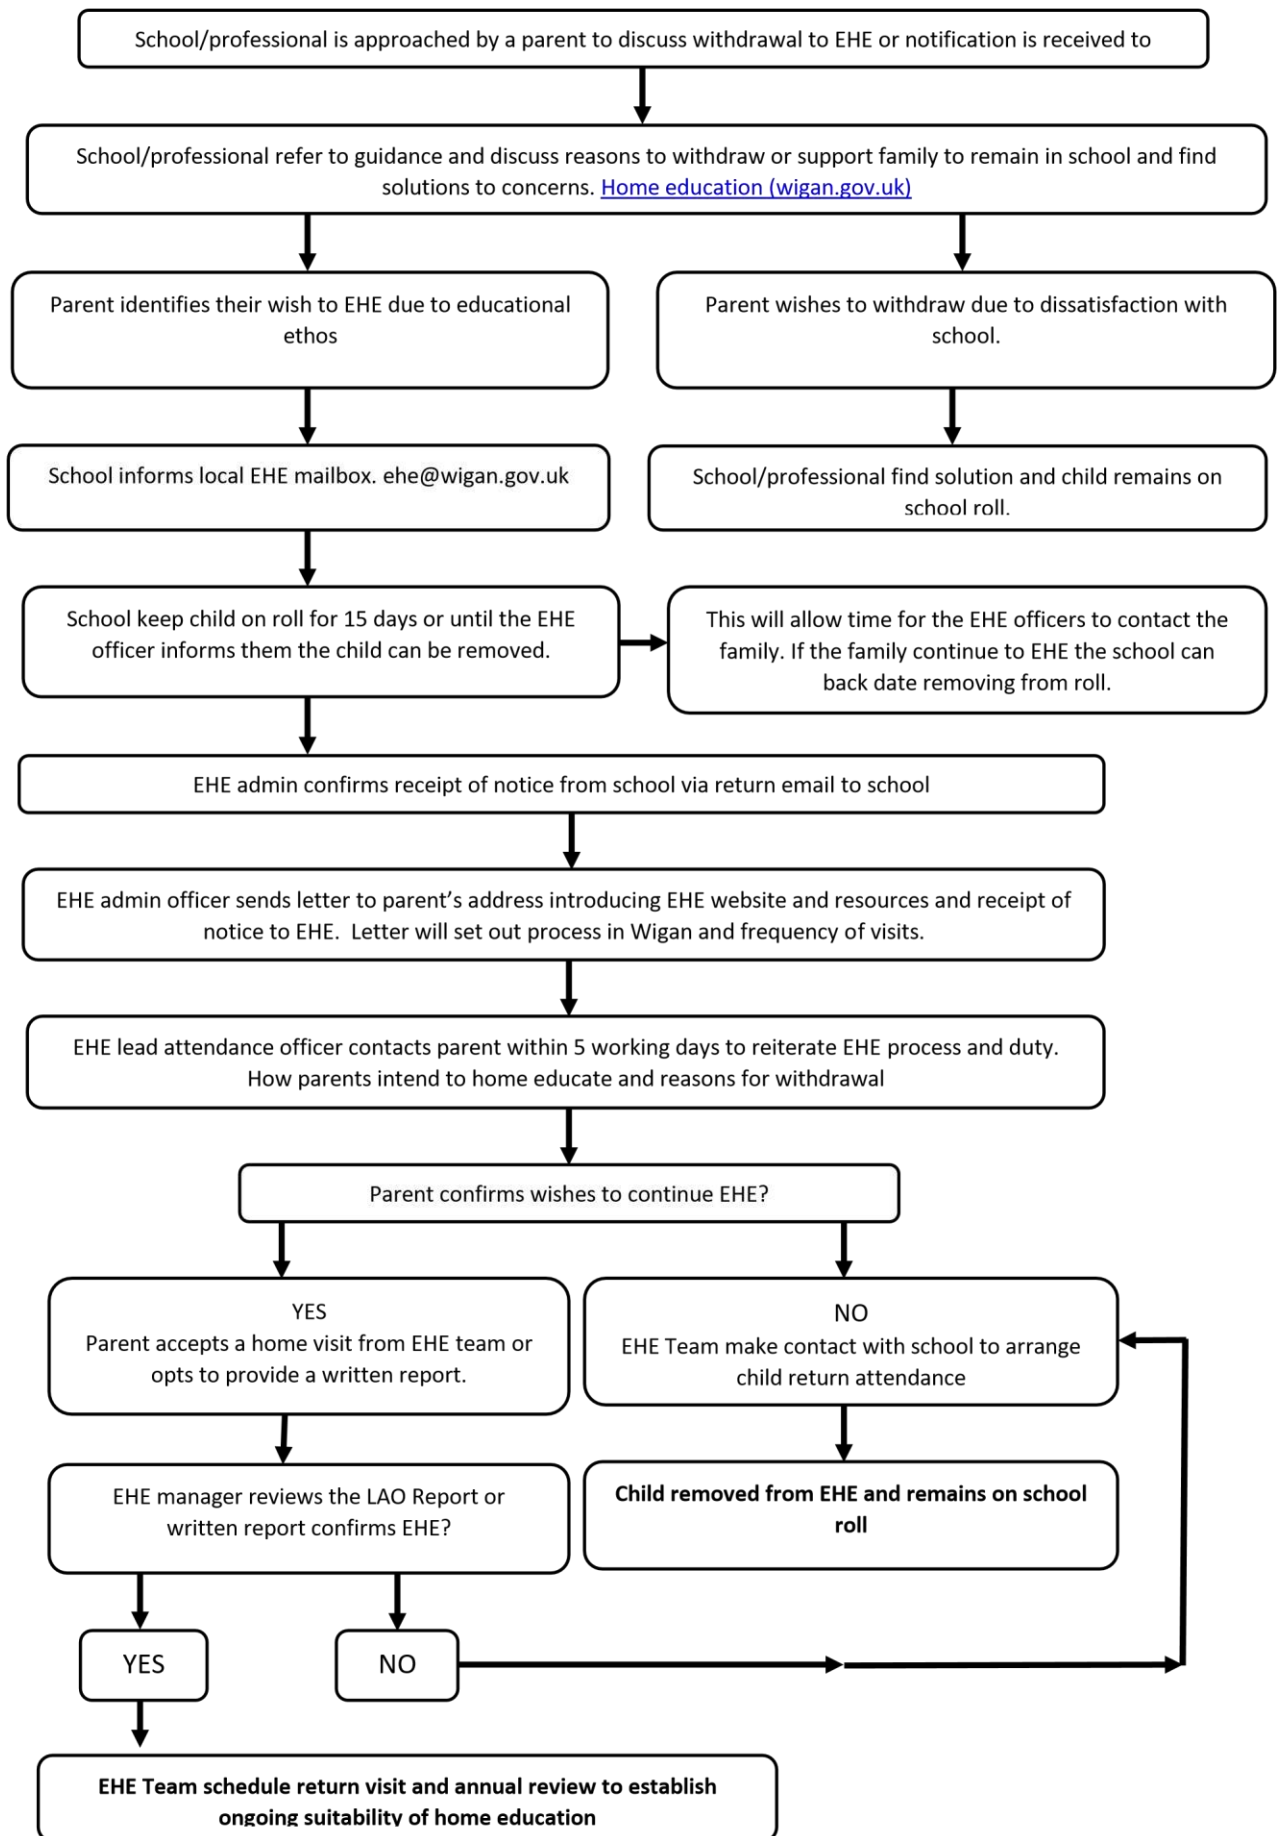 School/professional is approached by a parent to discuss withdrawal to EHE or notification is received to
School/professional refer to guidance and discuss reasons to withdraw or support family to remain in school and find
solutions to concerns. Home education (wigan.gov.uk)
Parent identifies their wish to EHE due to educational
ethos
Parent wishes to withdraw due to dissatisfaction with
school.
School informs local EHE mailbox. ehe@wigan.gov.uk
School/professional find solution and child remains on
school roll.
School keep child on roll for 15 days or until the EHE
officer informs them the child can be removed.
This will allow time for the EHE officers to contact the
family. If the family continue to EHE the school can
back date removing from roll.
EHE admin confirms receipt of notice from school via return email to school
EHE admin officer sends letter to parent’s address introducing EHE website and resources and receipt of
notice to EHE.  Letter will set out process in Wigan and frequency of visits.
EHE lead attendance officer contacts parent within 5 working days to reiterate EHE process and duty.
How parents intend to home educate and reasons for withdrawal
Parent confirms wishes to continue EHE?
YES
Parent accepts a home visit from EHE team or
opts to provide a written report.
NO
EHE Team make contact with school to arrange
child return attendance
EHE manager reviews the LAO Report or
written report confirms EHE?
Child removed from EHE and remains on school
roll
YES
NO
EHE Team schedule return visit and annual review to establish
ongoing suitability of home education